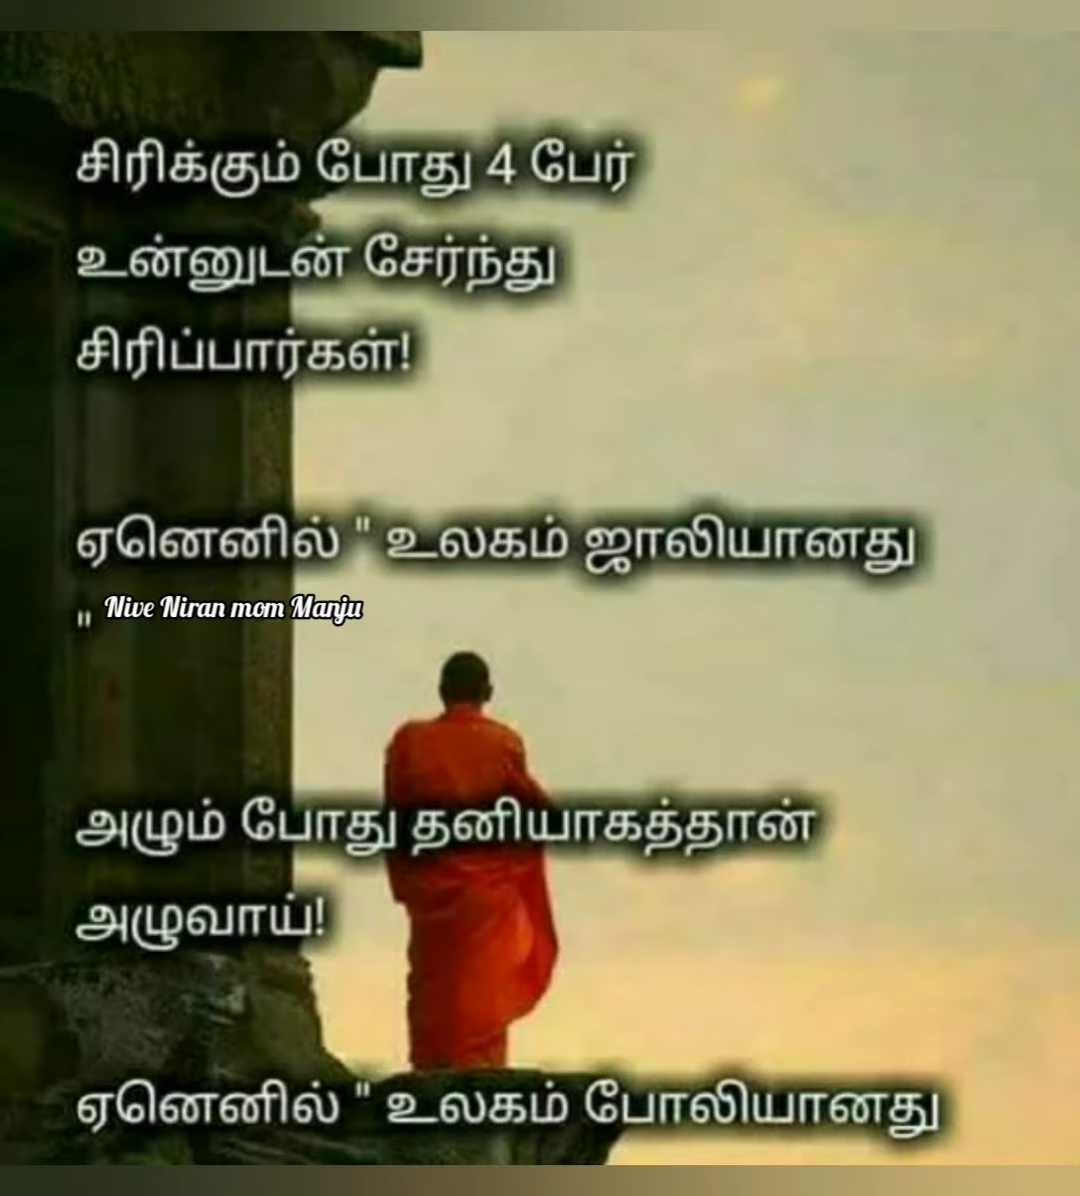 சிரிக்கும் போது 4 பேர்
உன்னுடன் சேர்ந்து
சிரிப்பார்கள்!
ஏனெனில் " உலகம் ஜாலியானது
"
Nive Niran mom Manju
அழும் போது தனியாகத்தான்
அழுவாய்!
ஏனெனில் " உலகம் போலியானது